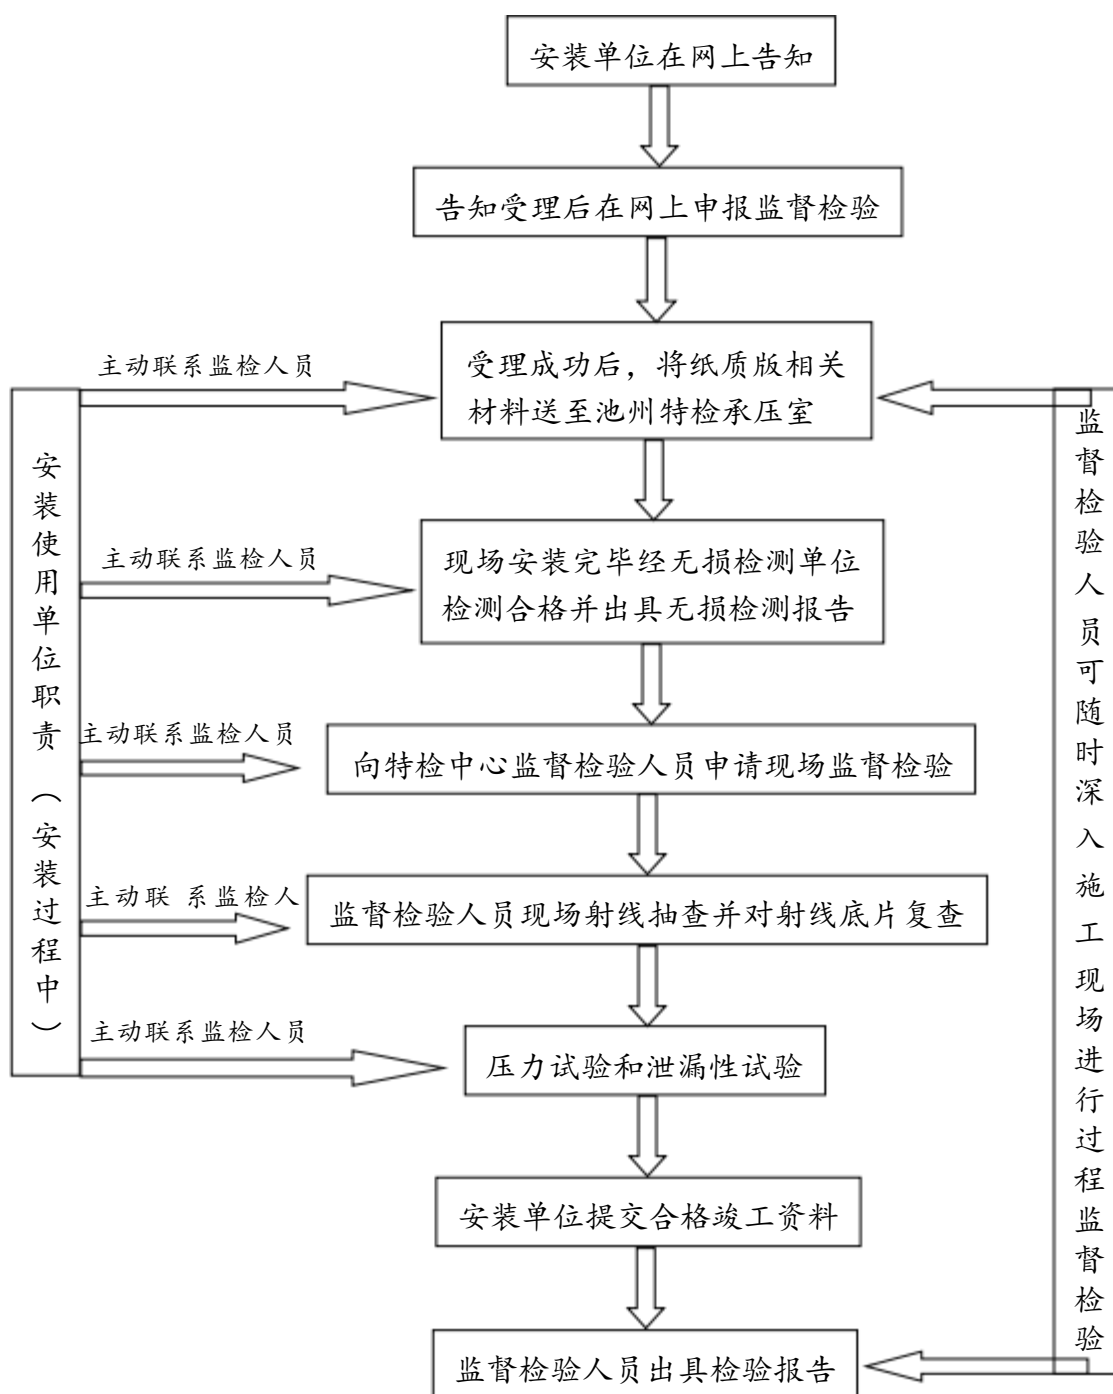 安装单位在网上告知
告知受理后在网上申报监督检验
主动联系监检人员
受理成功后，将纸质版相关
材料送至池州特检承压室
主动联系监检人员
现场安装完毕经无损检测单位
检测合格并出具无损检测报告
主动联系监检人员
向特检中心监督检验人员申请现场监督检验
主动联 系监检人
监督检验人员现场射线抽查并对射线底片复查
主动联系监检人员
压力试验和泄漏性试验
安装单位提交合格竣工资料
监督检验人员出具检验报告
安装使用单位职责（安装过程中）
监督检验人员可随时深入施工现场进行过程监督检验